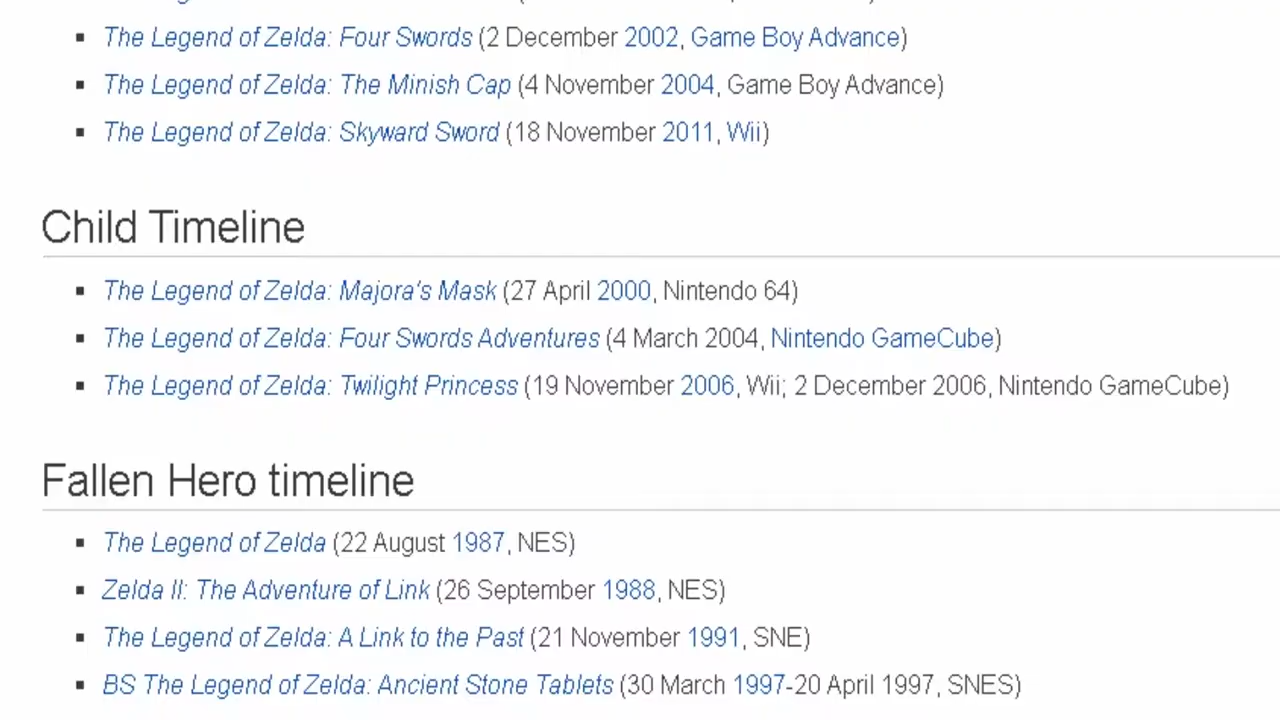 The Legend of Zelda: Four Swords (2 December 2002, Game Boy Advance)
The Legend of Zelda: The Minish Cap (4 November 2004, Game Boy Advance)
The Legend of Zelda: Skyward Sword (18 November 2011, Wii)
Child Timeline
The Legend of Zelda: Majora's Mask (27 April 2000, Nintendo 64)
The Legend of Zelda: Four Swords Adventures (4 March 2004, Nintendo GameCube)
The Legend of Zelda: Twilight Princess (19 November 2006, Wii; 2 December 2006, Nintendo GameCube)
Fallen Hero timeline
The Legend of Zelda (22 August 1987, NES)
Zelda II: The Adventure of Link (26 September 1988, NES)
The Legend of Zelda: A Link to the Past (21 November 1991, SNE)
BS The Legend of Zelda: Ancient Stone Tablets (30 March 1997-20 April 1997, SNES)